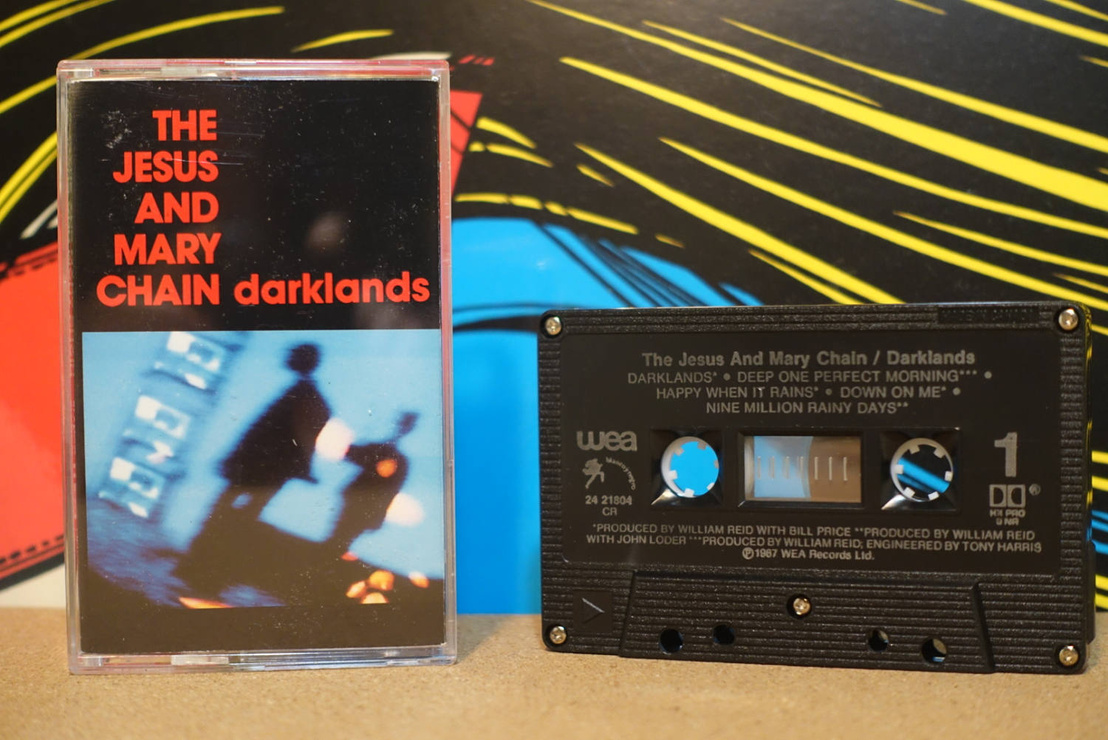 THE
JESUS
AND
MARY
CHAIN darklands
The Jesus And Mary Chain / Darklands
DARKLANDS* • DEEP ONE PERFECT MORNING*** •
HAPPY WHEN IT RAINS* • DOWN ON ME* •
NINE MILLION RAINY DAYS**
wea
24 21804
CR
1
HX PRO
B NR
*PRODUCED BY WILLIAM REID WITH BILL PRICE **PRODUCED BY WILLIAM REID
WITH JOHN LODER ***PRODUCED BY WILLIAM REID; ENGINEERED BY TONY HARRIS
℗1987 WEA Records Ltd.